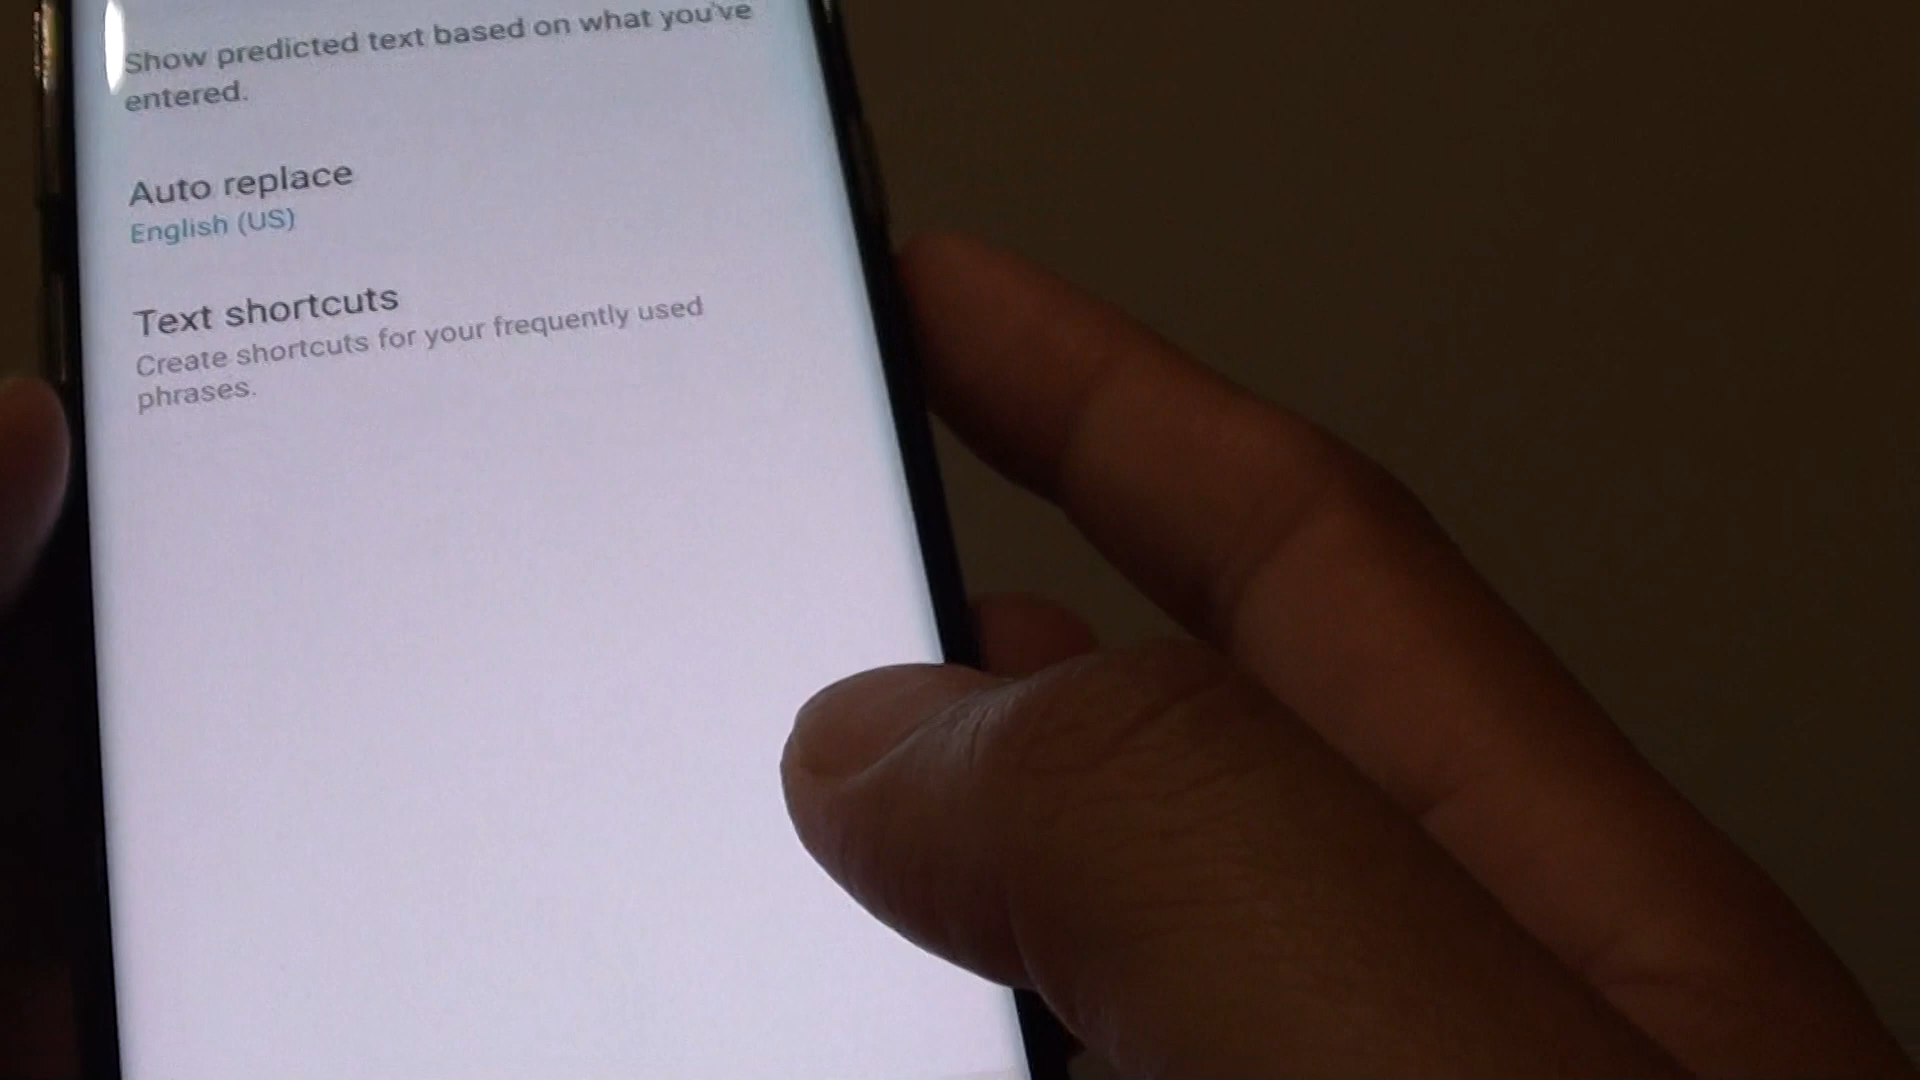 Show predicted text based on what you've
entered.
Auto replace
English (US)
Text shortcuts
Create shortcuts for your frequently used
phrases.